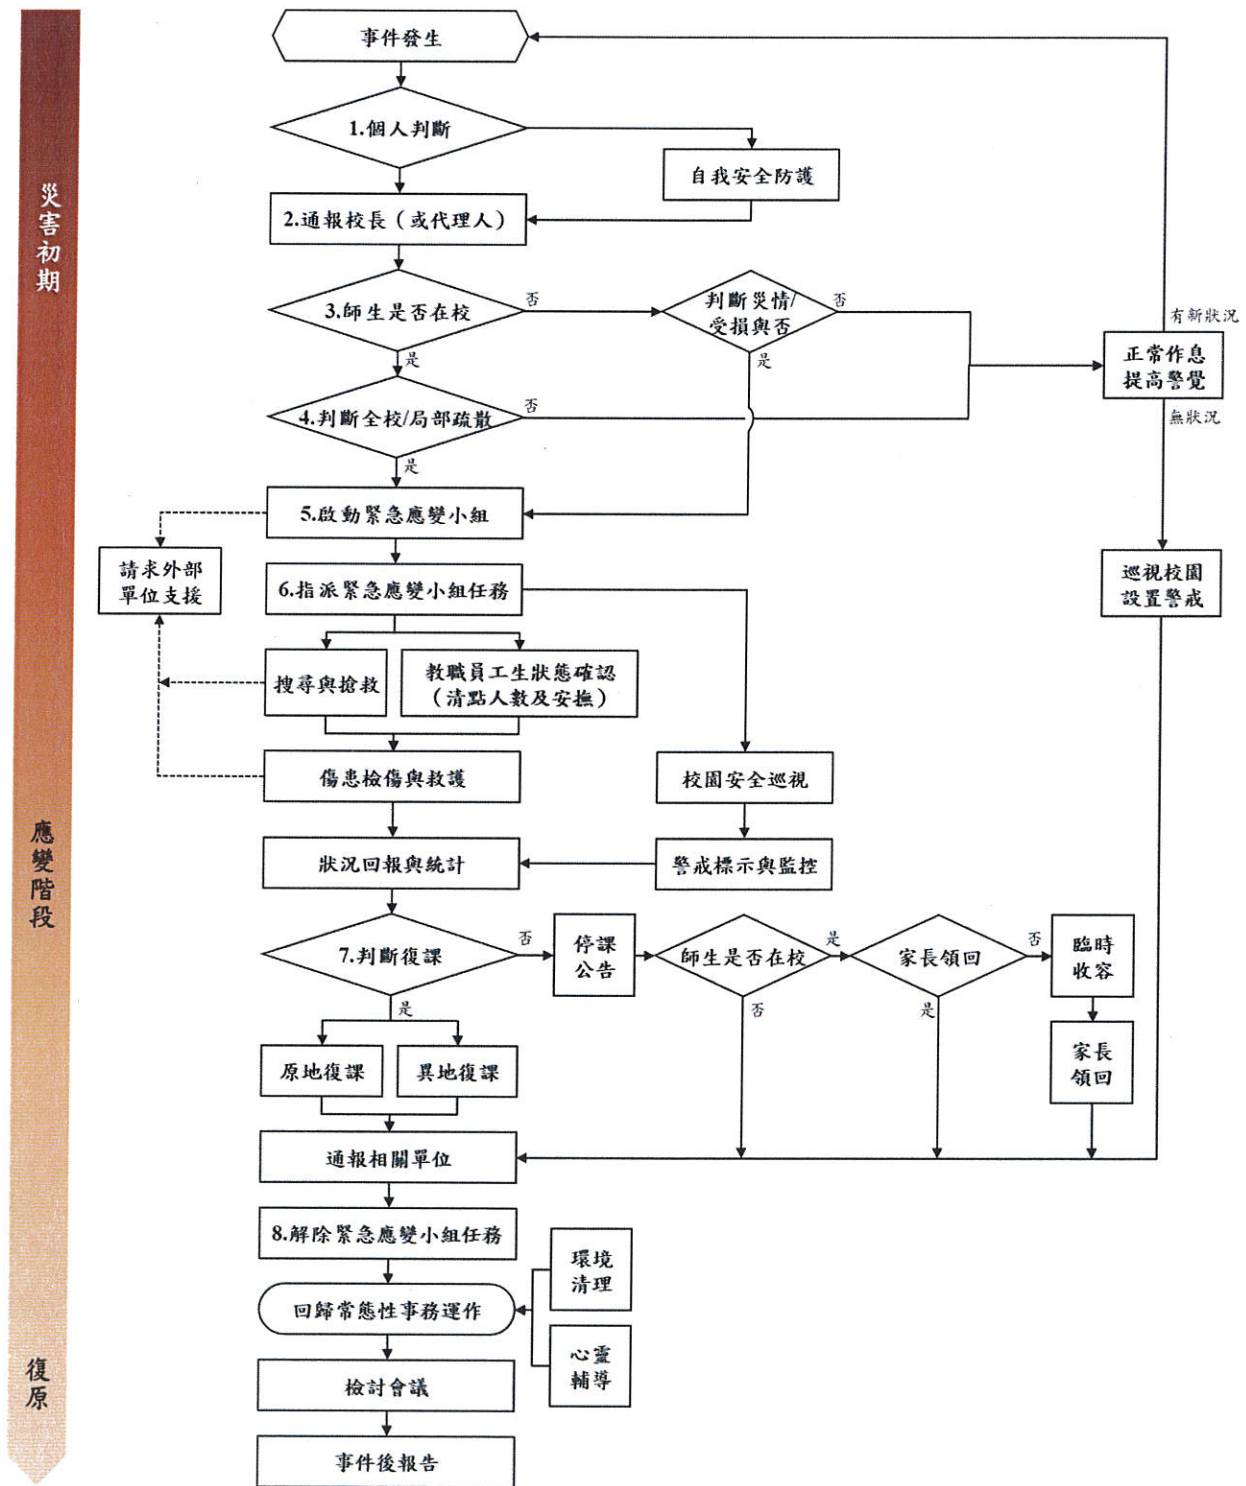 事件發生
1.個人判斷
自我安全防護
2.通報校長（或代理人）
災害初期
3.師生是否在校
否
判斷災情/
受損與否
否
有新狀況
正常作息
提高警覺
是
是
4.判斷全校/局部疏散
否
無狀況
是
5.啟動緊急應變小組
請求外部
單位支援
6.指派緊急應變小組任務
巡視校園
設置警戒
搜尋與搶救
教職員工生狀態確認
（清點人數及安撫）
傷患檢傷與救護
校園安全巡視
應變階段
狀況回報與統計
警戒標示與監控
7.判斷復課
否
停課
公告
師生是否在校
是
家長領回
否
臨時
收容
是
否
是
原地復課
異地復課
家長
領回
通報相關單位
8.解除緊急應變小組任務
環境
清理
回歸常態性事務運作
心靈
輔導
復原
檢討會議
事件後報告